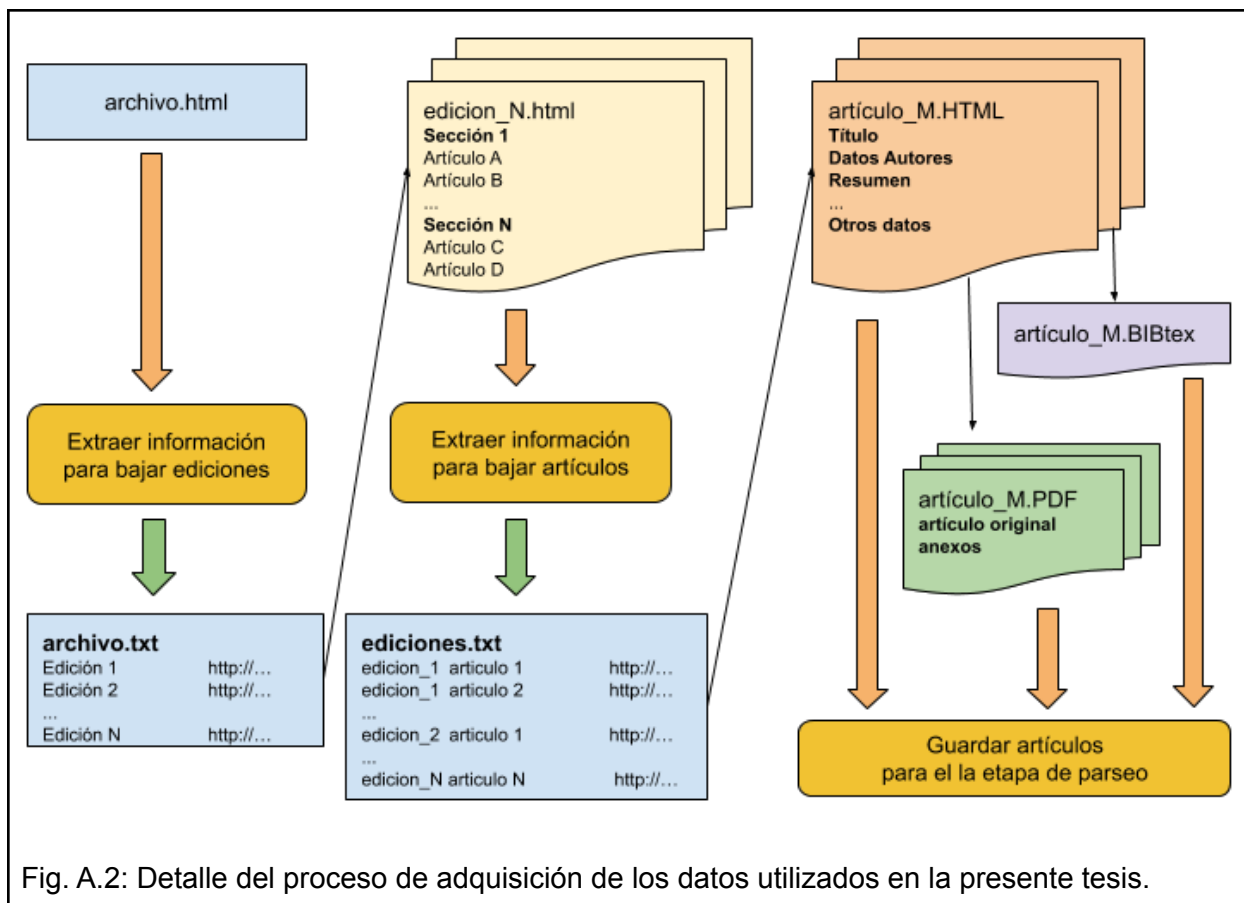 archivo.html
Extraer información
para bajar ediciones
archivo.txt
Edición 1 http://…
Edición 2 http://…
...
Edición N http://…
edicion_N.html
Sección 1
Artículo A
Artículo B
...
Sección N
Artículo C
Artículo D
Extraer información
para bajar artículos
ediciones.txt
edicion_1 articulo 1 http://…
edicion_1 articulo 2 http://…
...
edicion_2 articulo 1 http://…
...
edicion_N articulo N http://…
artículo_M.HTML
Título
Datos Autores
Resumen
...
Otros datos
artículo_M.BIBtex
artículo_M.PDF
artículo original
anexos
Guardar artículos
para el la etapa de parseo
Fig. A.2: Detalle del proceso de adquisición de los datos utilizados en la presente tesis.